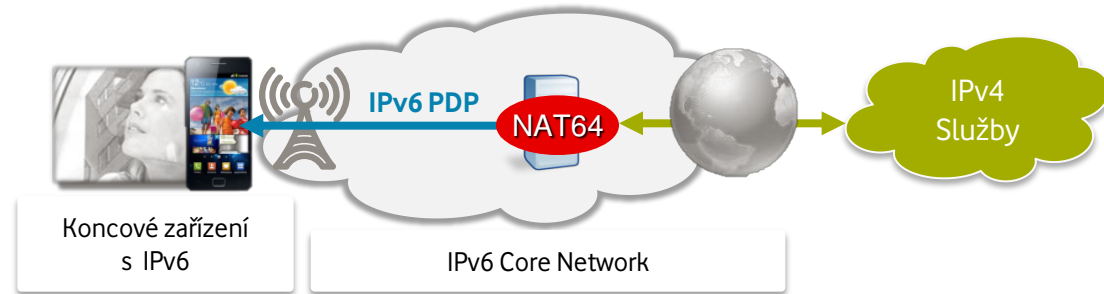 IPv6 PDP
NAT64
IPv4
Služby
Koncové zařízení
s IPv6
IPv6 Core Network